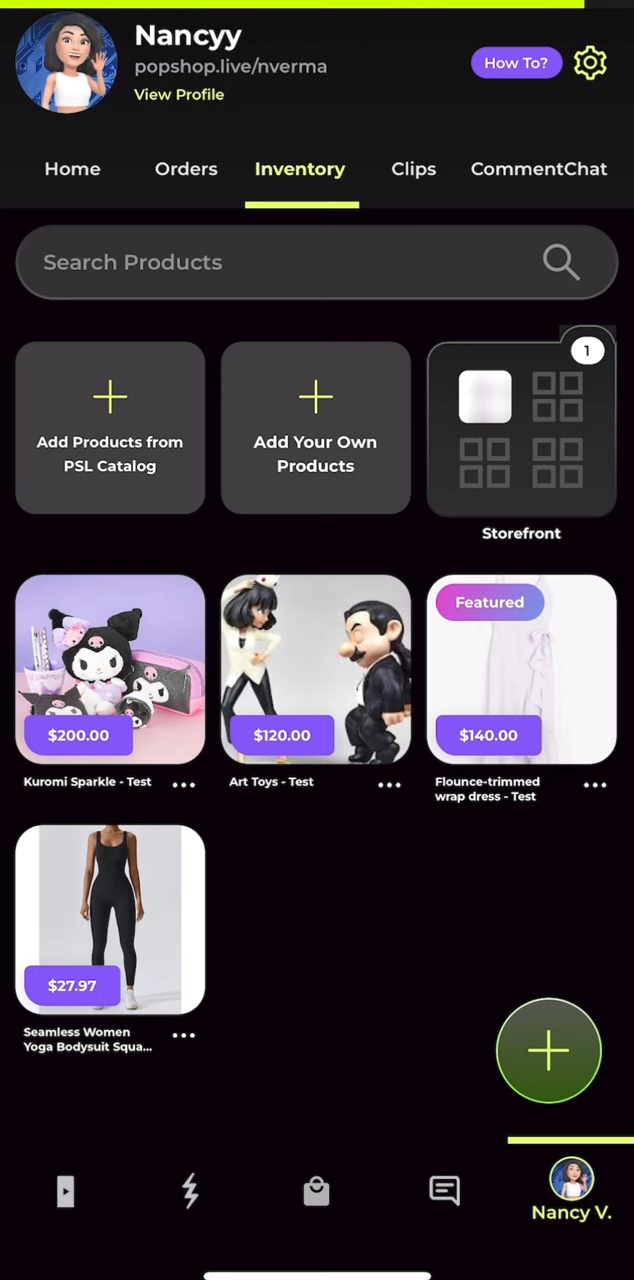 Nancyy
popshop.live/nverma
View Profile
How To?
Home
Orders
Inventory
Clips
CommentChat
Search Products
Add Products from
PSL Catalog
Add Your Own
Products
1
Storefront
$200.00
Kuromi Sparkle - Test
$120.00
Art Toys - Test
Featured
$140.00
Flounce-trimmed
wrap dress - Test
$27.97
Seamless Women
Yoga Bodysuit Squa...
Nancy V.